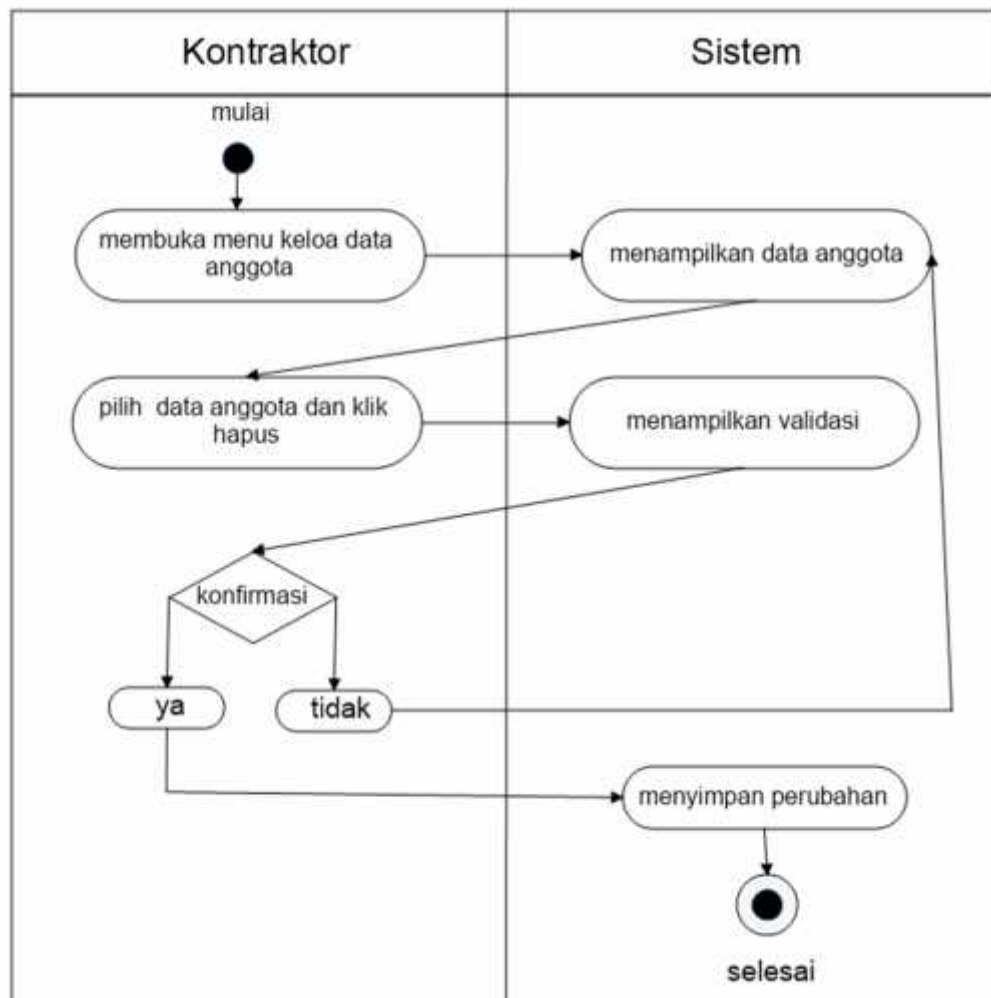 Kontraktor
Sistem
mulai
membuka menu keloa data
anggota
menampilkan data anggota
pilih data anggota dan klik
hapus
menampilkan validasi
konfirmasi
ya
tidak
menyimpan perubahan
selesai